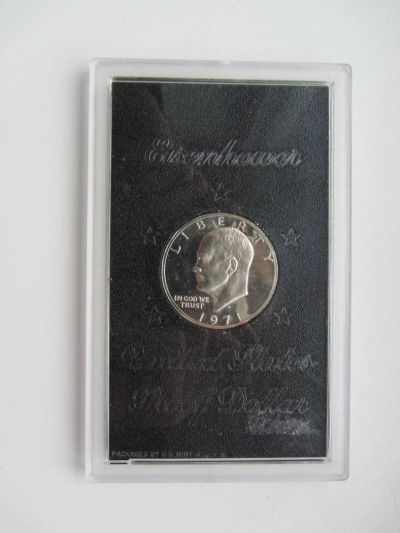 Eisenhower
LIBERTY
IN GOD WE
TRUST
1971
United States
Proof Dollar
PACKAGED BY U.S. MINT